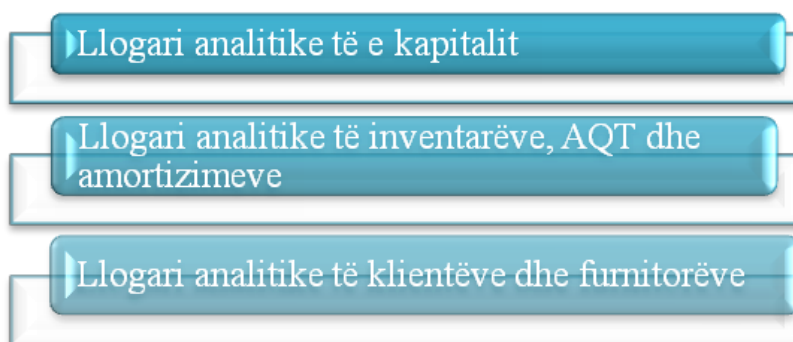 Llogari analitike të e kapitalit
Llogari analitike të inventarëve, AQT dhe
amortizimeve
Llogari analitike të klientëve dhe furnitorëve